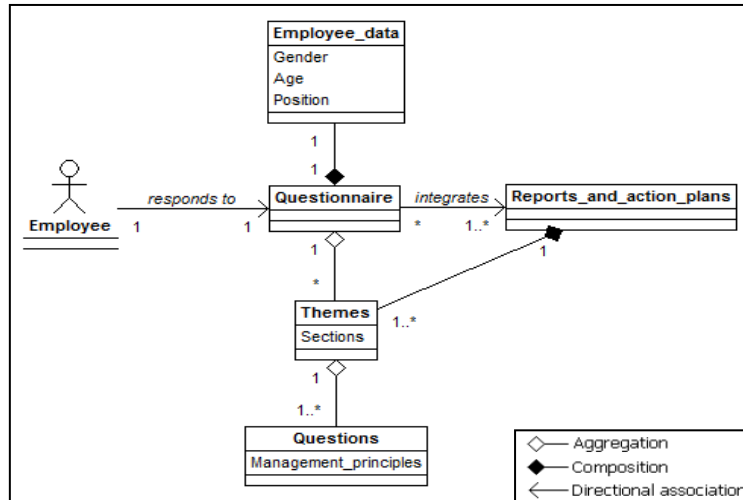 Employee_data
Gender
Age
Position
1
1
responds to
Questionnaire
integrates
Reports_and_action_plans
Employee
1
1
*
1..*
1
1
*
Themes
1..*
Sections
1
1..*
Questions
Management_principles
Aggregation
Composition
Directional association